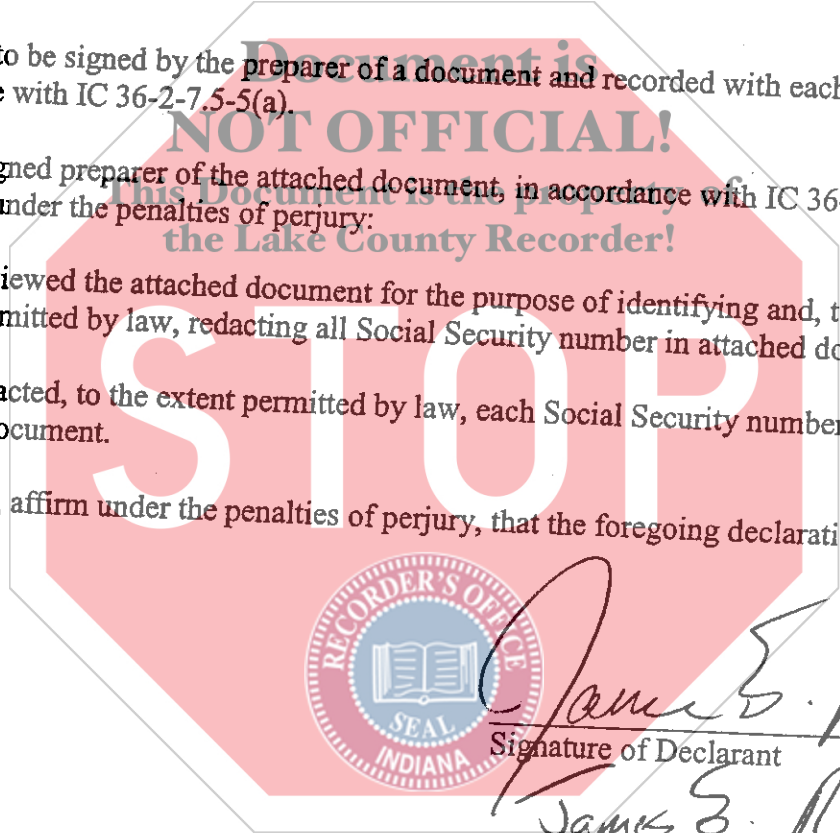 to be signed by the preparer of a document and recorded with each
with IC 36-2-7.5-5(a).
Document is
NOT OFFICIAL!
gned preparer of the attached document, in accordance with IC 36-
This Document is the property of
under the penalties of perjury:
the Lake County Recorder!
iewed the attached document for the purpose of identifying and, t
mitted by law, redacting all Social Security number in attached do
STOP
acted, to the extent permitted by law, each Social Security number
ocument.
affirm under the penalties of perjury, that the foregoing declarati
RECORDER'S OFFICE
SEAL
INDIANA
James E.
Signature of Declarant
James E.